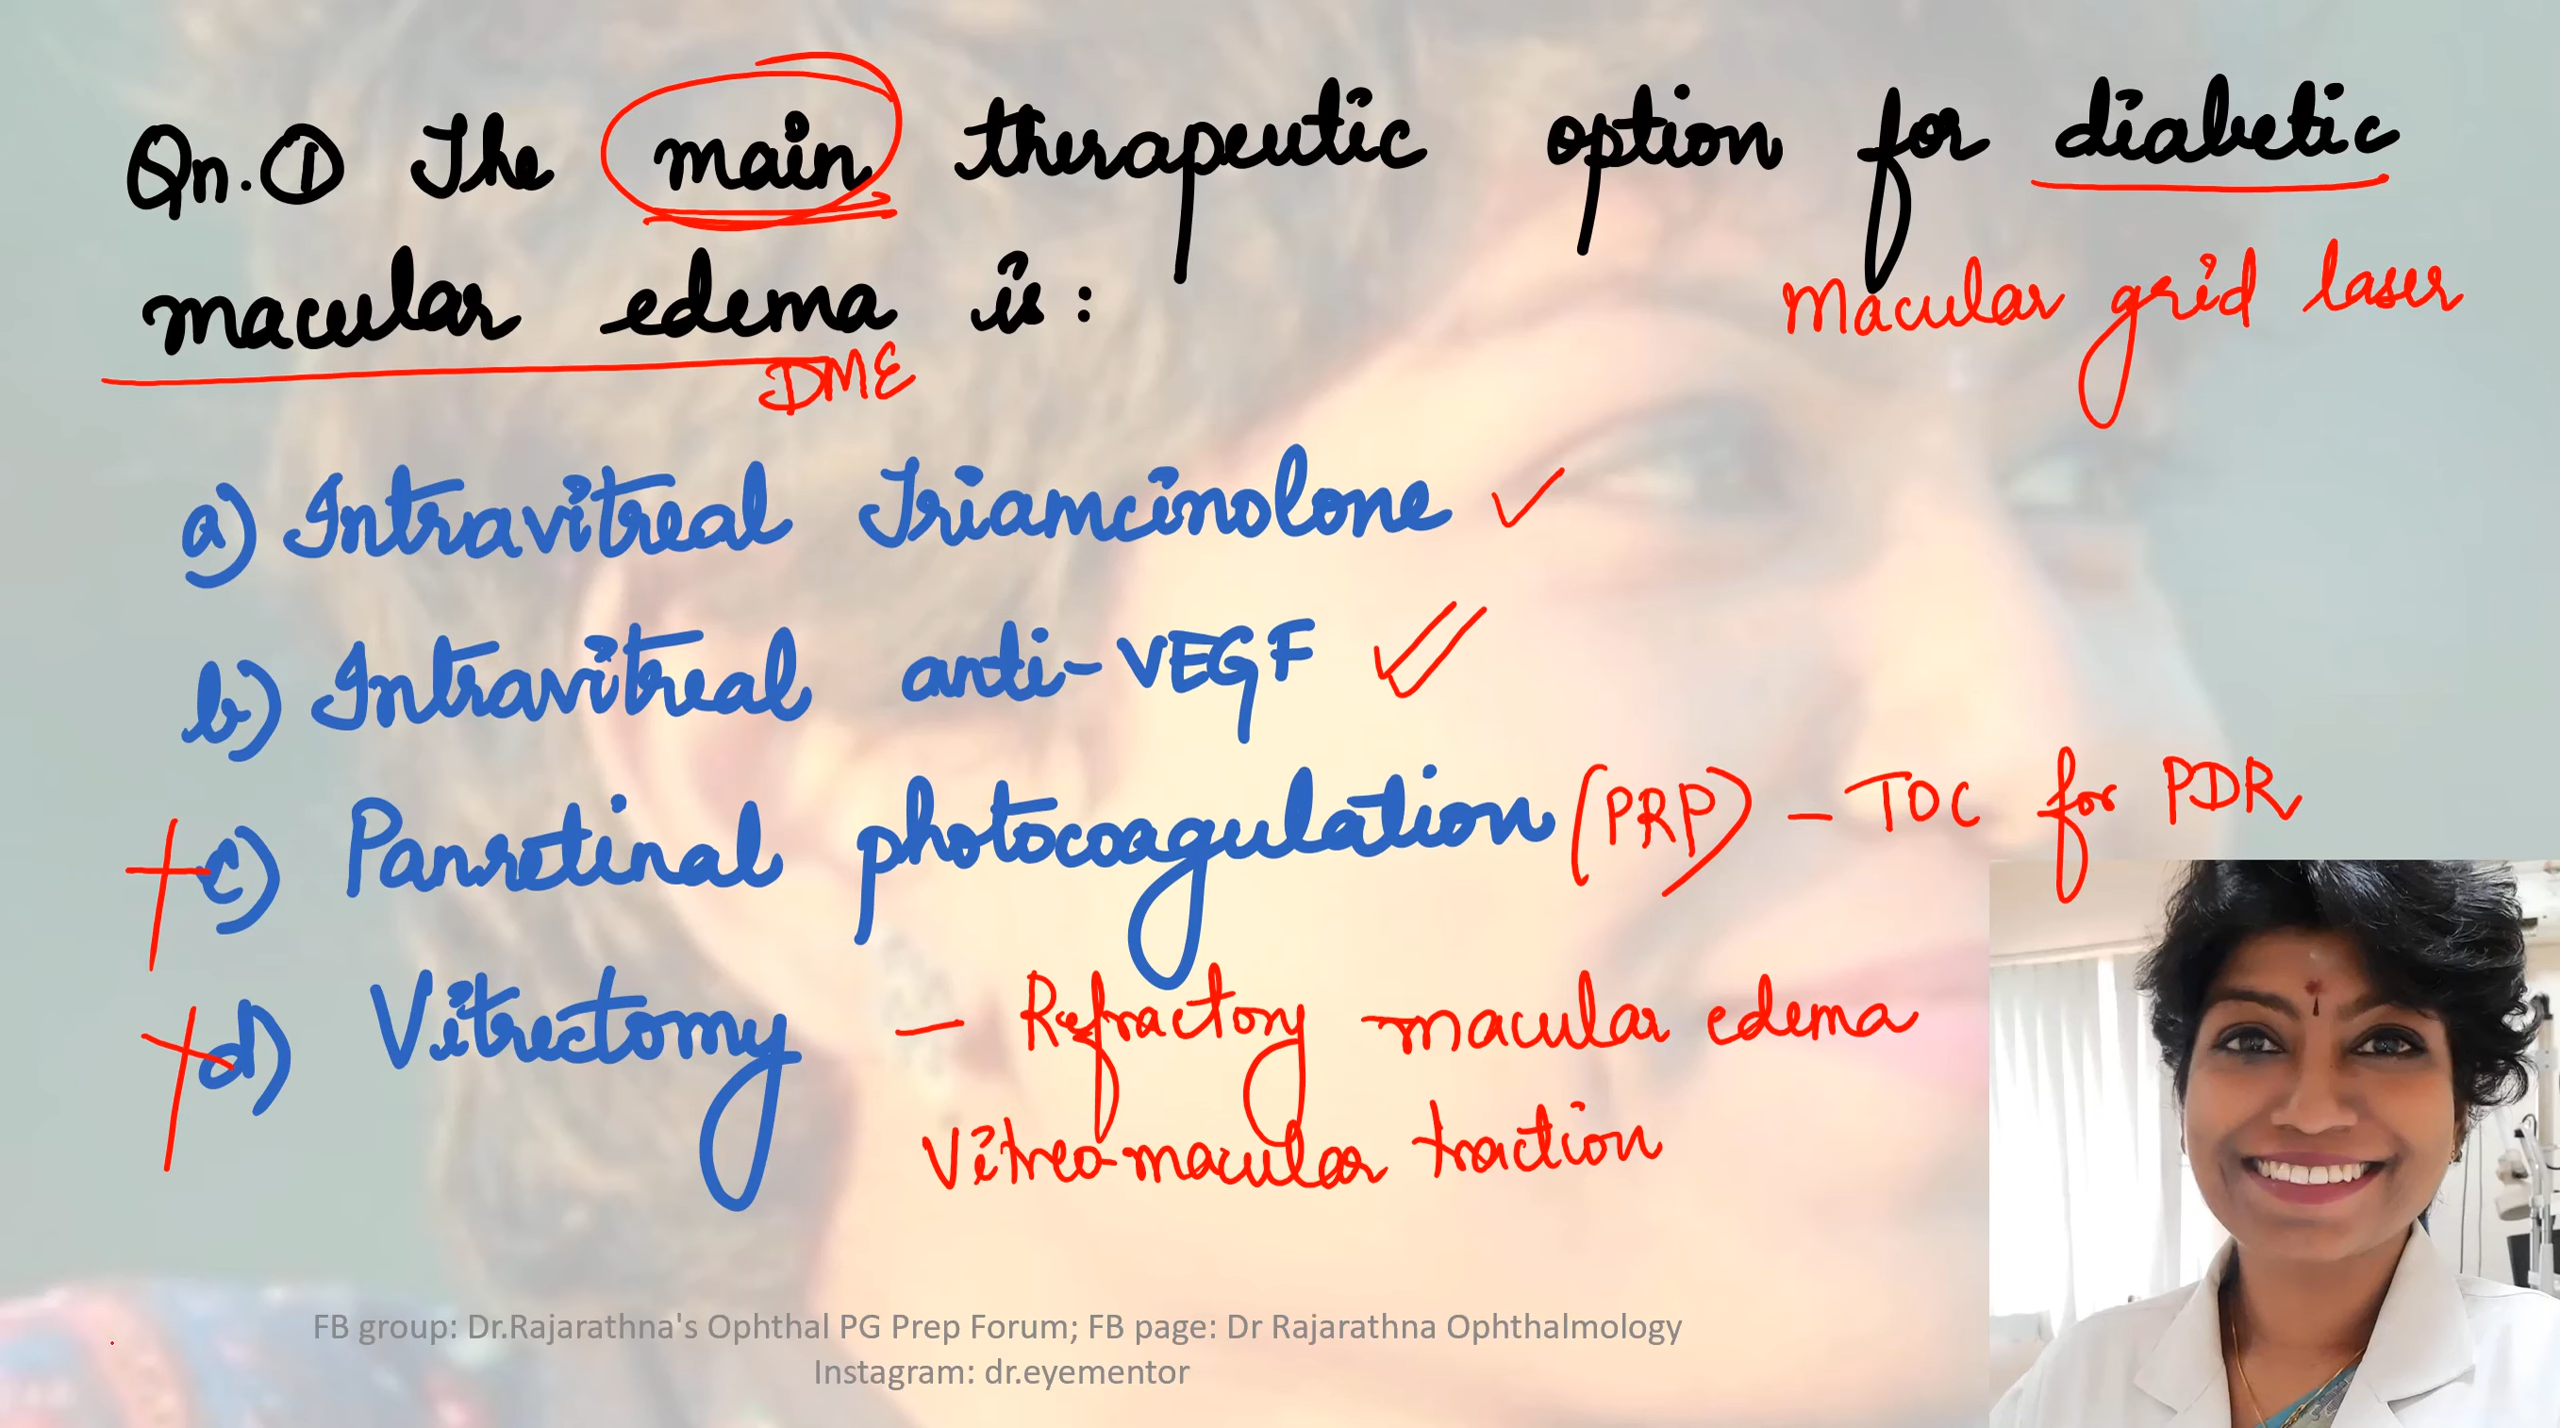 Qn.① The main therapeutic option for diabetic
macular edema is:
Macular grid laser
DME
a) Intravitreal Triamcinolone ✓
b) Intravitreal anti-VEGF ✓
c) Panretinal photocoagulation (PRP) – TOC for PDR
d) Vitrectomy – Refractory macular edema
Vitreo-macular traction
FB group: Dr.Rajarathna's Ophthal PG Prep Forum; FB page: Dr Rajarathna Ophthalmology
Instagram: dr.eyementor